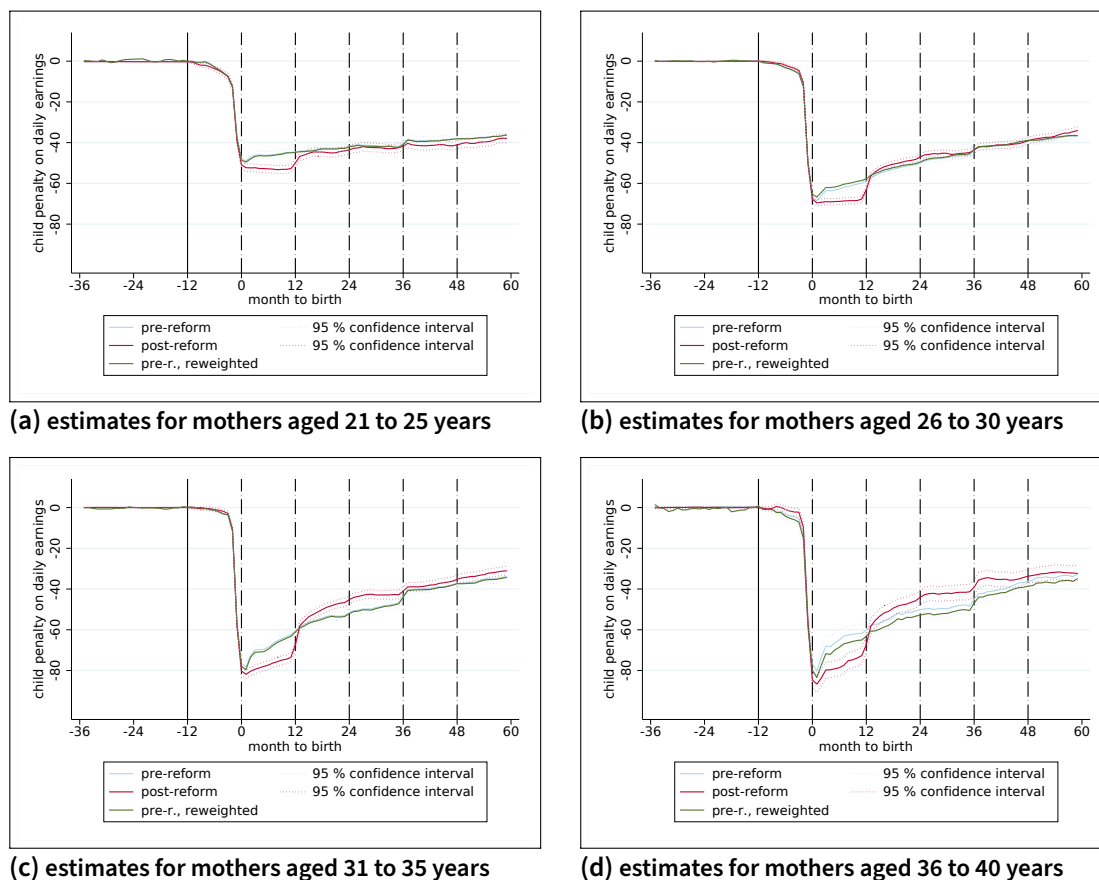 child penalty on daily earnings
0
-20
-40
-60
-80
-36 -24 -12 0 12 24 36 48 60
month to birth
pre-reform 95 % confidence interval
post-reform 95 % confidence interval
pre-r., reweighted
(a) estimates for mothers aged 21 to 25 years
child penalty on daily earnings
0
-20
-40
-60
-80
-36 -24 -12 0 12 24 36 48 60
month to birth
pre-reform 95 % confidence interval
post-reform 95 % confidence interval
pre-r., reweighted
(b) estimates for mothers aged 26 to 30 years
child penalty on daily earnings
0
-20
-40
-60
-80
-36 -24 -12 0 12 24 36 48 60
month to birth
pre-reform 95 % confidence interval
post-reform 95 % confidence interval
pre-r., reweighted
(c) estimates for mothers aged 31 to 35 years
child penalty on daily earnings
0
-20
-40
-60
-80
-36 -24 -12 0 12 24 36 48 60
month to birth
pre-reform 95 % confidence interval
post-reform 95 % confidence interval
pre-r., reweighted
(d) estimates for mothers aged 36 to 40 years